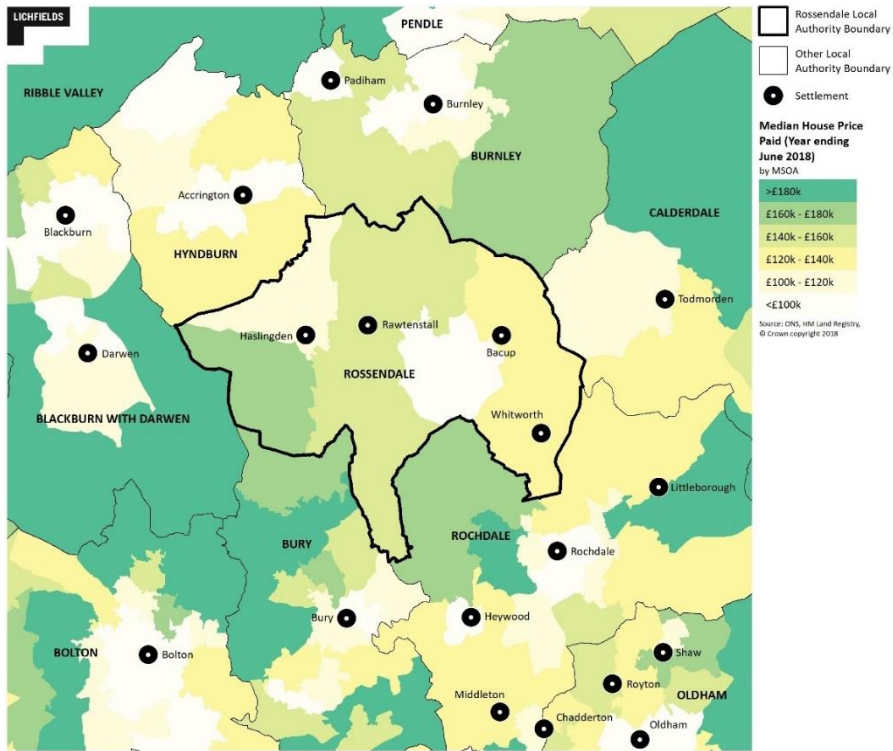 LICHFIELDS
PENDLE
Padiham
RIBBLE VALLEY
Burnley
BURNLEY
Accrington
Blackburn
CALDERDALE
HYNDBURN
Todmorden
Haslingden
Rawtenstall
Bacup
Darwen
ROSSENDALE
BLACKBURN WITH DARWEN
Whitworth
Littleborough
BURY
ROCHDALE
Rochdale
Bury
Heywood
BOLTON
Bolton
Shaw
Royton
OLDHAM
Middleton
Chadderton
Oldham
Rossendale Local
Authority Boundary
Other Local
Authority Boundary
Settlement
Median House Price
Paid (Year ending
June 2018)
by MSOA
>£180k
£160k - £180k
£140k - £160k
£120k - £140k
£100k - £120k
<£100k
Source: ONS, HM Land Registry,
© Crown copyright 2018